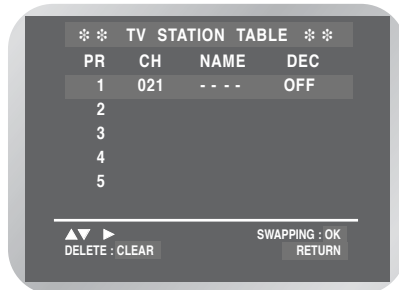 ❇ ❇ TV STATION TABLE ❇ ❇
PR CH NAME DEC
1 021 - - - - OFF
2
3
4
5
▲▼ ► SWAPPING : OK
DELETE : CLEAR RETURN